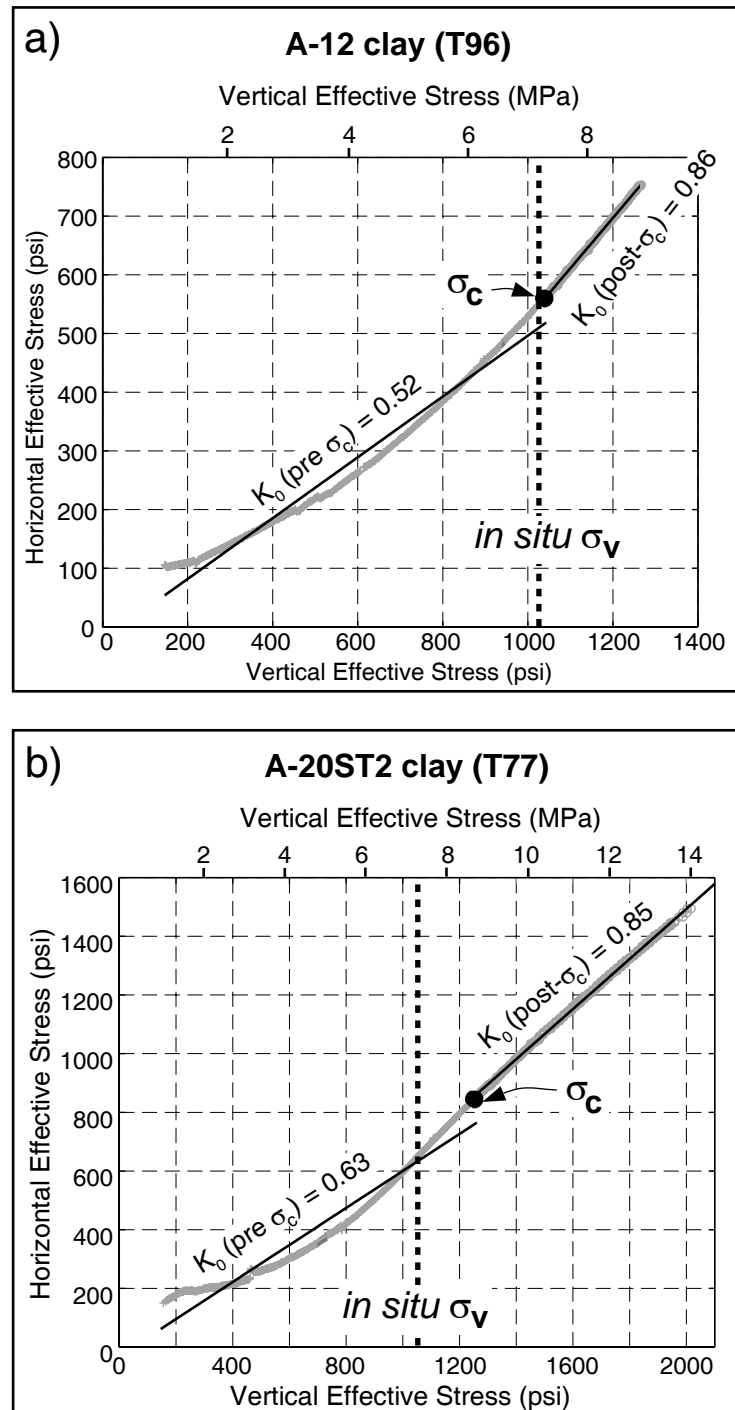 a)
A-12 clay (T96)
Vertical Effective Stress (MPa)
2 4 6 8
800
700
600
500
400
300
200
100
0
Horizontal Effective Stress (psi)
σc
K0 (post-σc) = 0.86
K0 (pre σc) = 0.52
in situ σv
0 200 400 600 800 1000 1200 1400
Vertical Effective Stress (psi)
b)
A-20ST2 clay (T77)
Vertical Effective Stress (MPa)
2 4 6 8 10 12 14
1600
1400
1200
1000
800
600
400
200
0
Horizontal Effective Stress (psi)
K0 (post-σc) = 0.85
σc
K0 (pre σc) = 0.63
in situ σv
0 400 800 1200 1600 2000
Vertical Effective Stress (psi)